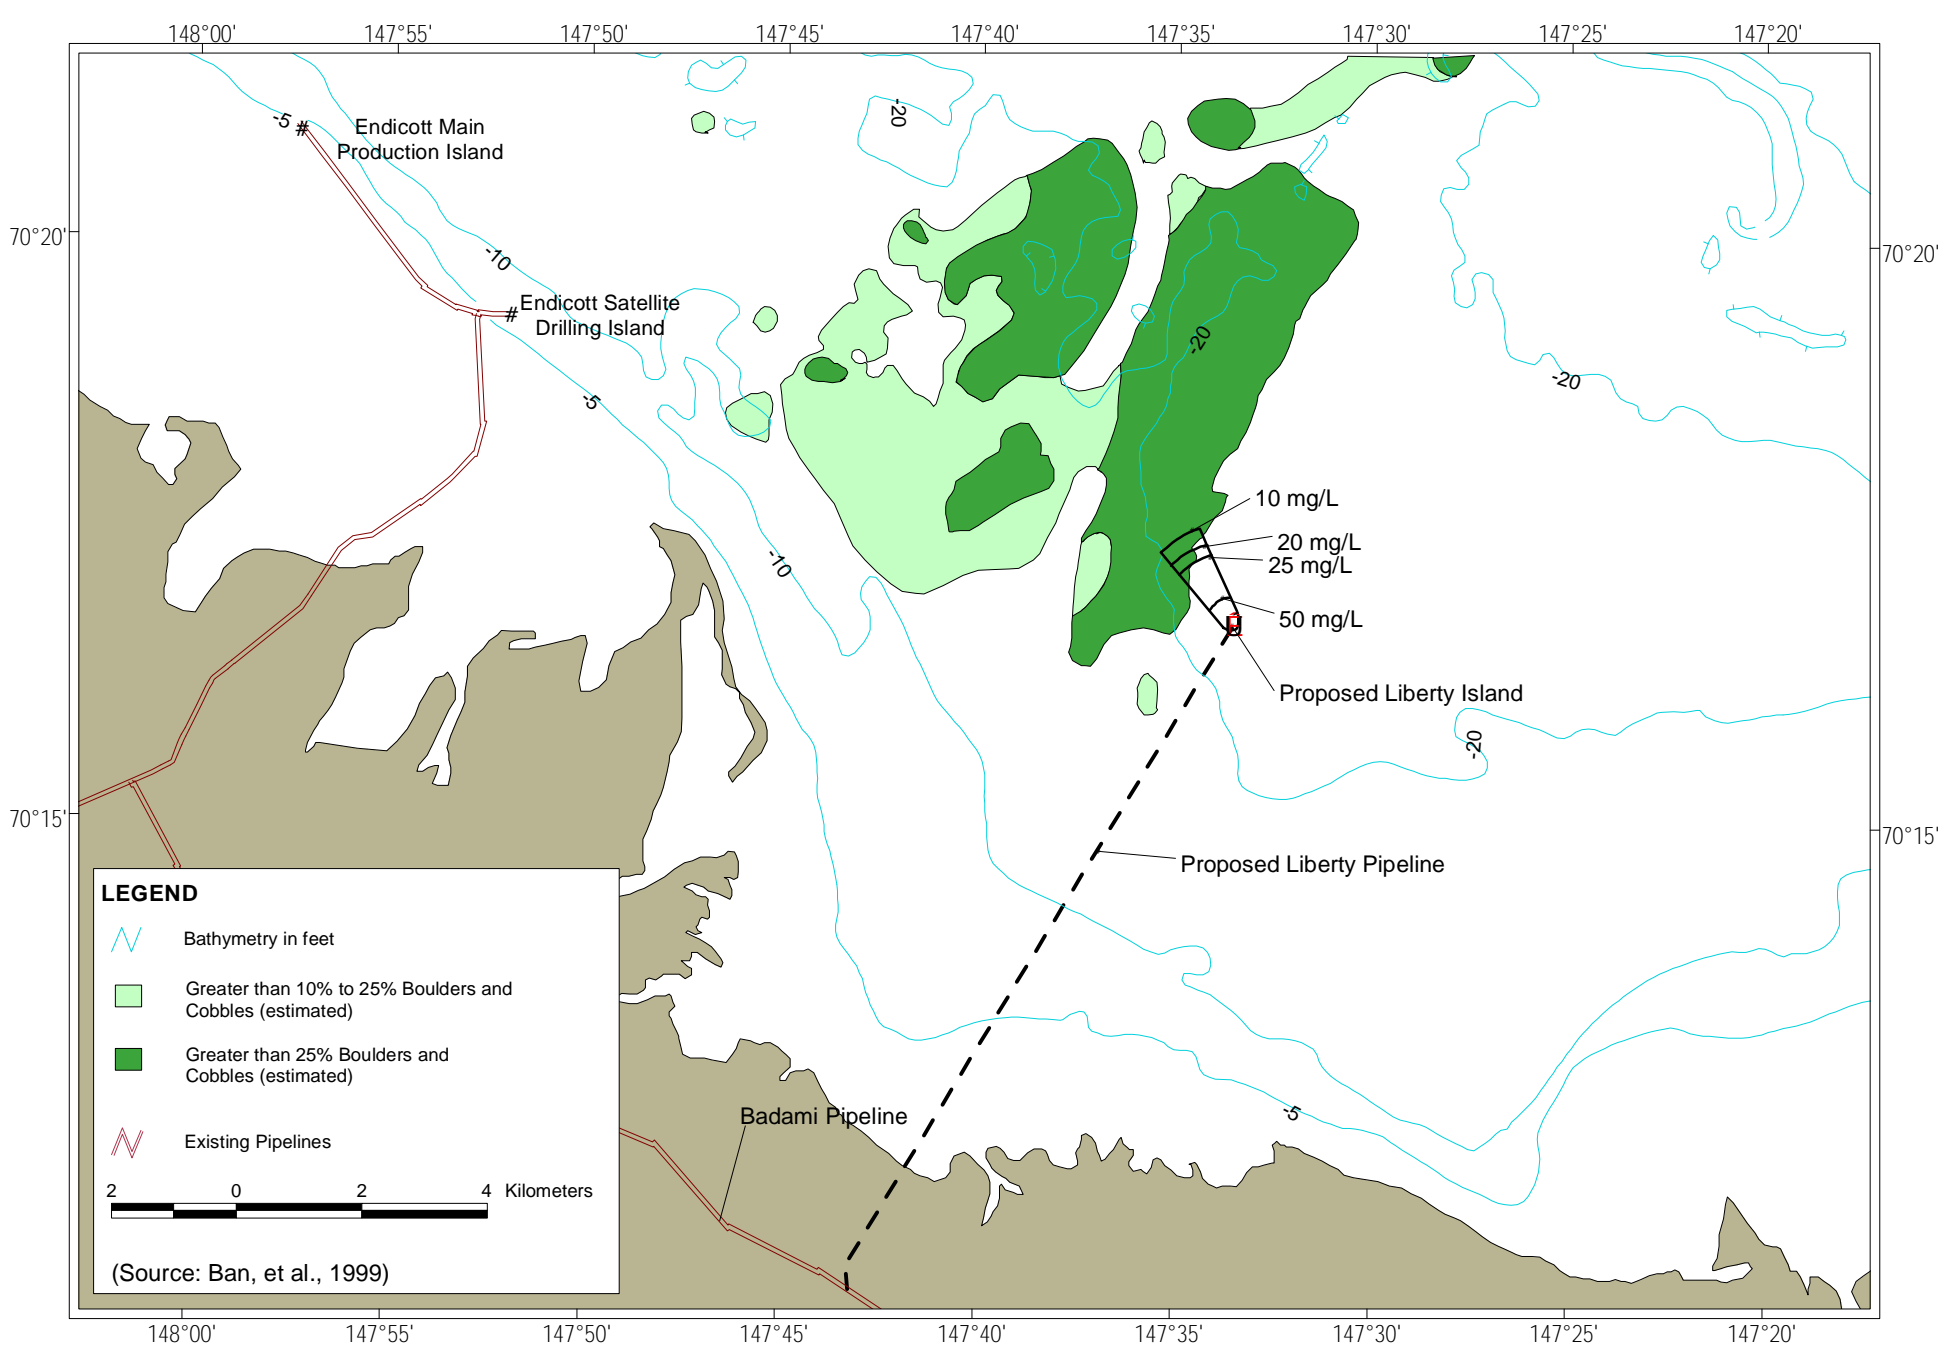 148°00'
147°55'
147°50'
147°45'
147°40'
147°35'
147°30'
147°25'
147°20'
-5
#
Endicott Main
Production Island
-20
70°20'
70°20'
-10
#
Endicott Satellite
Drilling Island
-20
-20
-5
10 mg/L
20 mg/L
25 mg/L
-10
50 mg/L
Proposed Liberty Island
-20
70°15'
70°15'
Proposed Liberty Pipeline
LEGEND
Bathymetry in feet
Greater than 10% to 25% Boulders and
Cobbles (estimated)
Greater than 25% Boulders and
Cobbles (estimated)
-5
Badami Pipeline
Existing Pipelines
2 0 2 4 Kilometers
(Source: Ban, et al., 1999)
148°00'
147°55'
147°50'
147°45'
147°40'
147°35'
147°30'
147°25'
147°20'